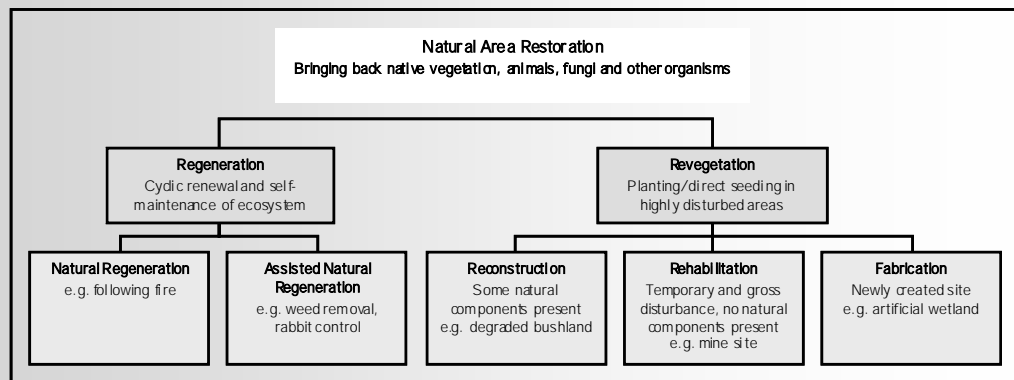 Natural Area Restoration
Bringing back native vegetation, animals, fungi and other organisms
Regeneration
Cyclic renewal and self-
maintenance of ecosystem
Revegetation
Planting/direct seeding in
highly disturbed areas
Natural Regeneration
e.g. following fire
Assisted Natural
Regeneration
e.g. weed removal,
rabbit control
Reconstruction
Some natural
components present
e.g. degraded bushland
Rehabilitation
Temporary and gross
disturbance, no natural
components present
e.g. mine site
Fabrication
Newly created site
e.g. artificial wetland